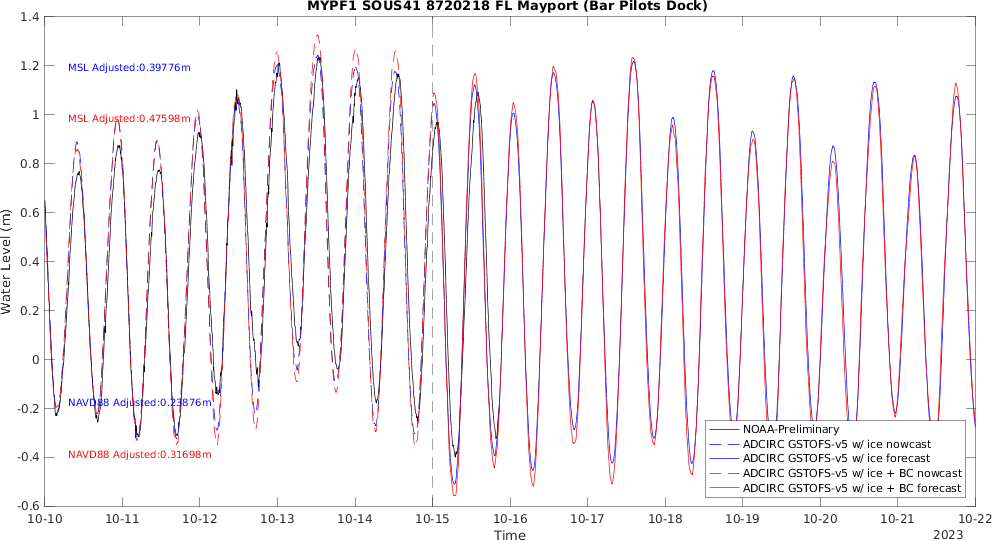 MYPF1 SOUS41 8720218 FL Mayport (Bar Pilots Dock)
1.4
1.2
1
0.8
0.6
0.4
0.2
0
-0.2
-0.4
-0.6
Water Level (m)
MSL Adjusted:0.39776m
MSL Adjusted:0.47598m
NAVD88 Adjusted:0.23876m
NAVD88 Adjusted:0.31698m
NOAA-Preliminary
ADCIRC GSTOFS-v5 w/ ice nowcast
ADCIRC GSTOFS-v5 w/ ice forecast
ADCIRC GSTOFS-v5 w/ ice + BC nowcast
ADCIRC GSTOFS-v5 w/ ice + BC forecast
10-10 10-11 10-12 10-13 10-14 10-15 10-16 10-17 10-18 10-19 10-20 10-21 10-22
Time
2023